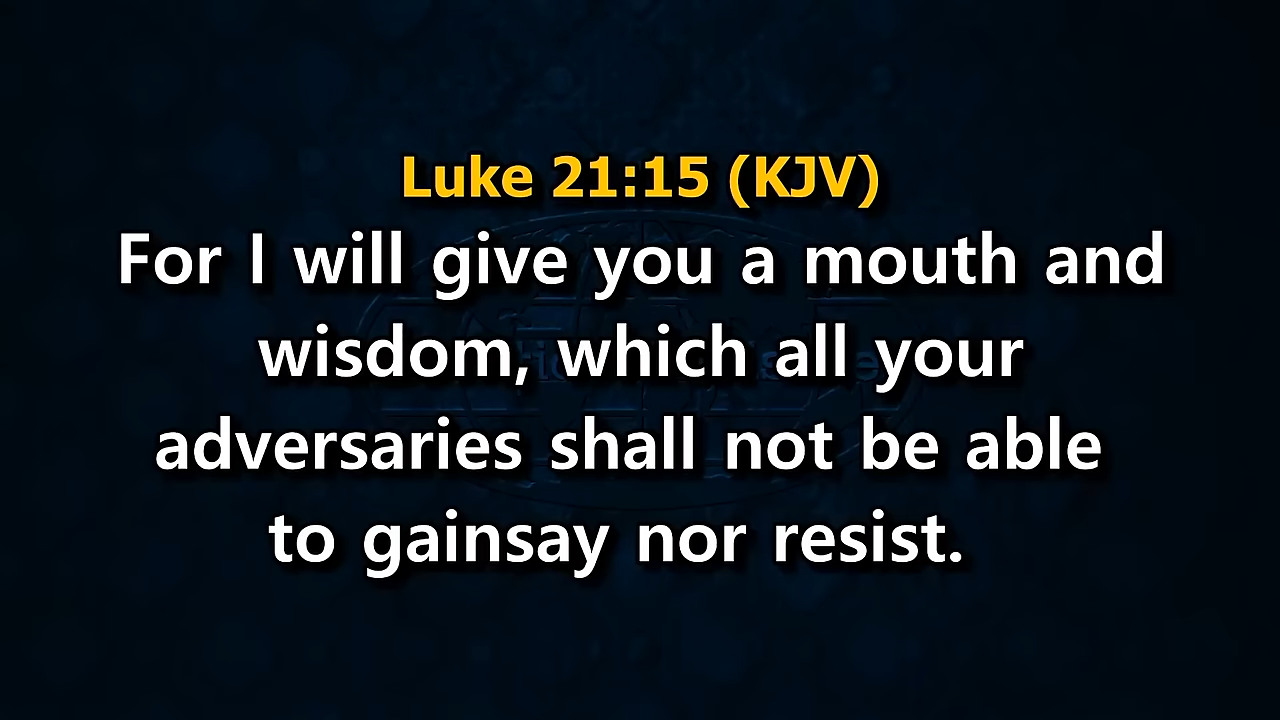 Luke 21:15 (KJV)
For I will give you a mouth and
wisdom, which all your
adversaries shall not be able
to gainsay nor resist.